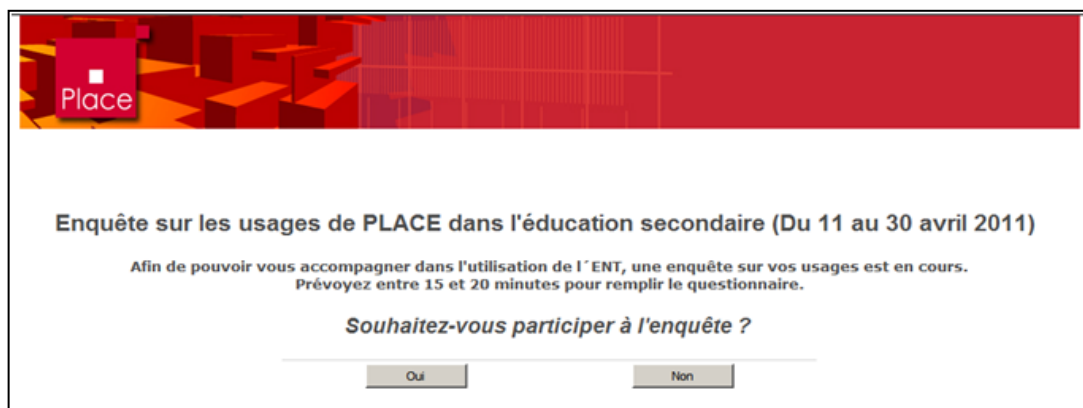 Place
Enquête sur les usages de PLACE dans l'éducation secondaire (Du 11 au 30 avril 2011)
Afin de pouvoir vous accompagner dans l'utilisation de l´ENT, une enquête sur vos usages est en cours.
Prévoyez entre 15 et 20 minutes pour remplir le questionnaire.
Souhaitez-vous participer à l'enquête ?
Oui
Non